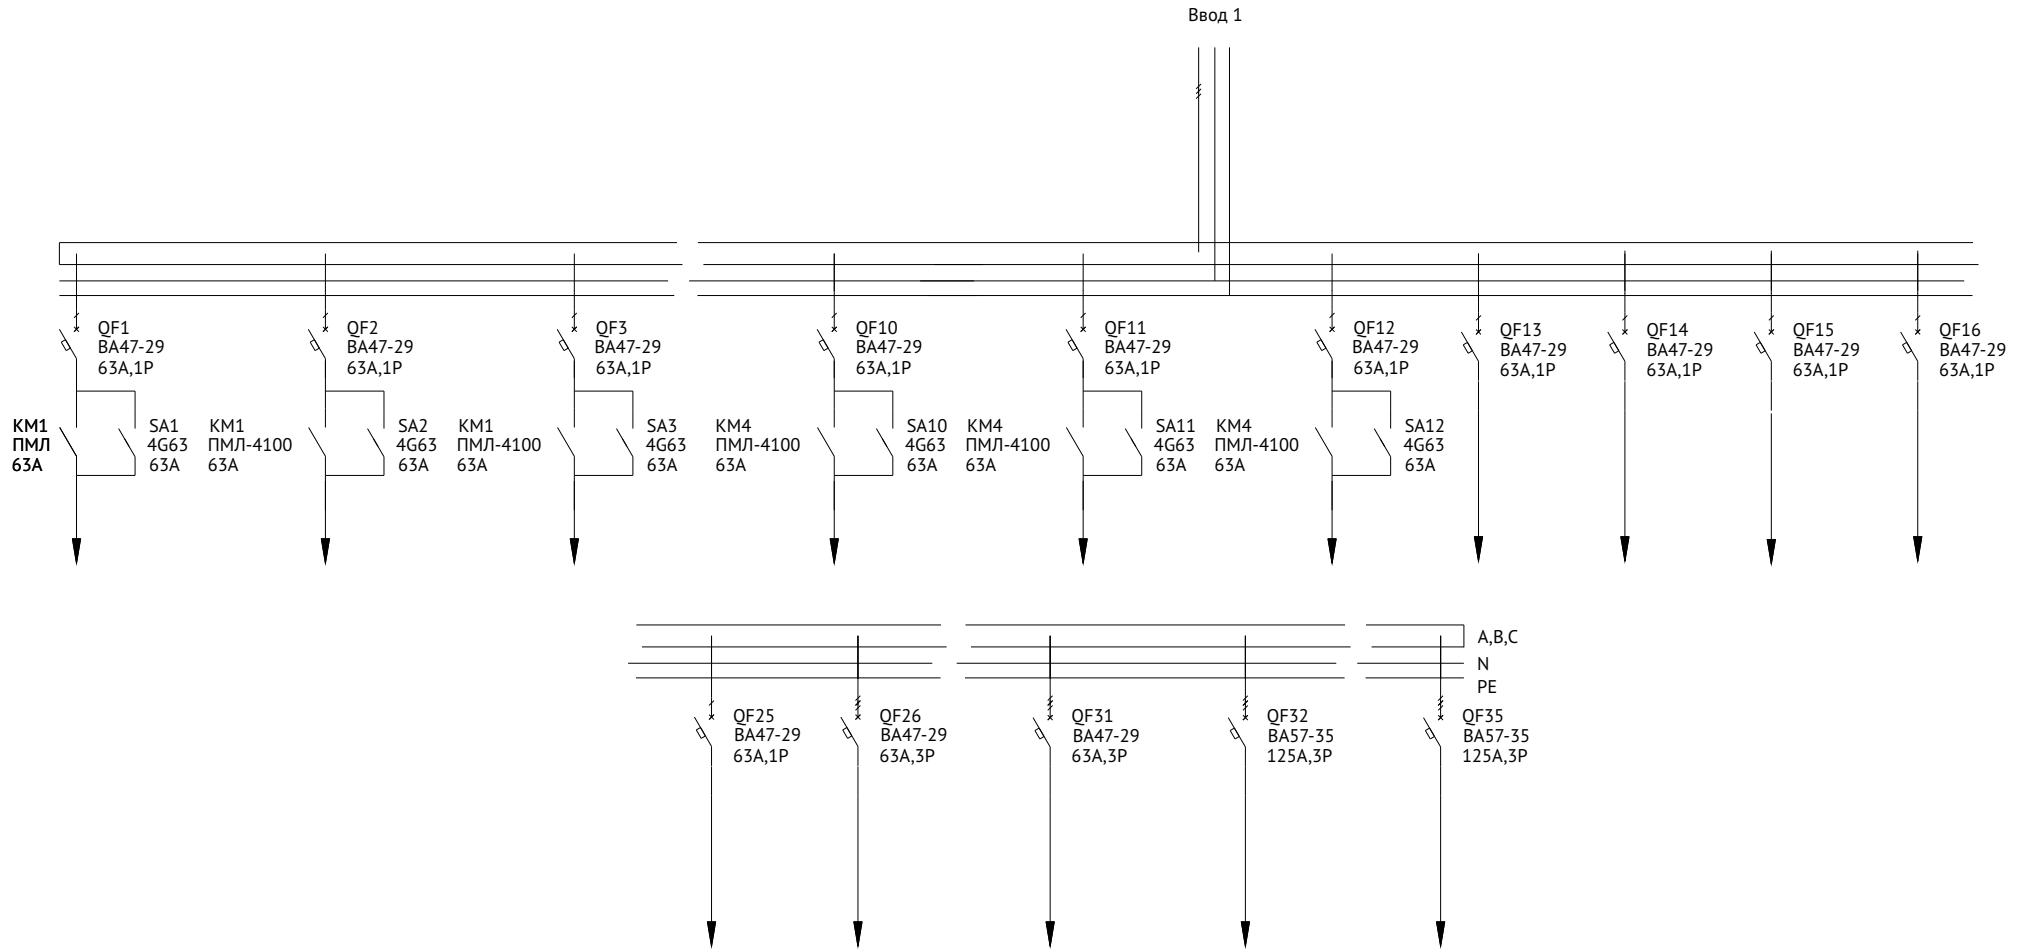 Ввод 1
QF1
ВА47-29
63А,1Р
QF2
ВА47-29
63А,1Р
QF3
ВА47-29
63А,1Р
QF10
ВА47-29
63А,1Р
QF11
ВА47-29
63А,1Р
QF12
ВА47-29
63А,1Р
QF13
ВА47-29
63А,1Р
QF14
ВА47-29
63А,1Р
QF15
ВА47-29
63А,1Р
QF16
ВА47-29
63А,1Р
КМ1
ПМЛ
63А
SA1
4G63
63А
КМ1
ПМЛ-4100
63А
SA2
4G63
63А
КМ1
ПМЛ-4100
63А
SA3
4G63
63А
КМ4
ПМЛ-4100
63А
SA10
4G63
63А
КМ4
ПМЛ-4100
63А
SA11
4G63
63А
КМ4
ПМЛ-4100
63А
SA12
4G63
63А
A,B,C
N
PE
QF25
ВА47-29
63А,1Р
QF26
ВА47-29
63А,3Р
QF31
ВА47-29
63А,3Р
QF32
ВА57-35
125А,3Р
QF35
ВА57-35
125А,3Р